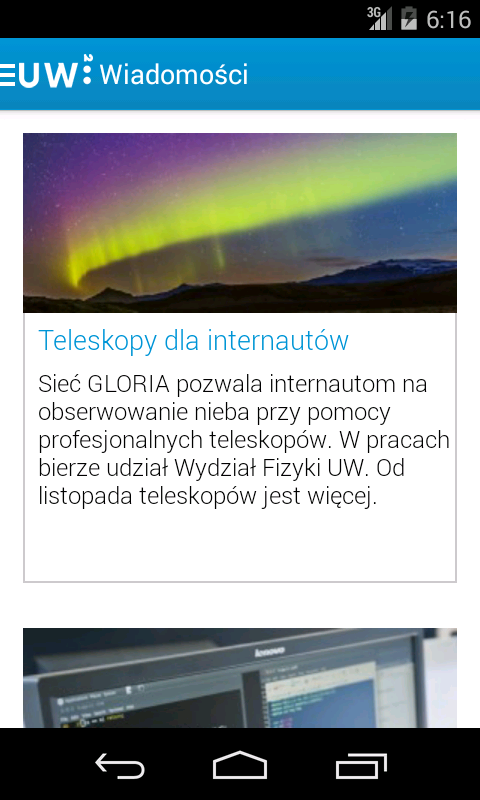 3G
6:16
UW
Wiadomości
Teleskopy dla internautów
Sieć GLORIA pozwala internautom na
obserwowanie nieba przy pomocy
profesjonalnych teleskopów. W pracach
bierze udział Wydział Fizyki UW. Od
listopada teleskopów jest więcej.
lenovo